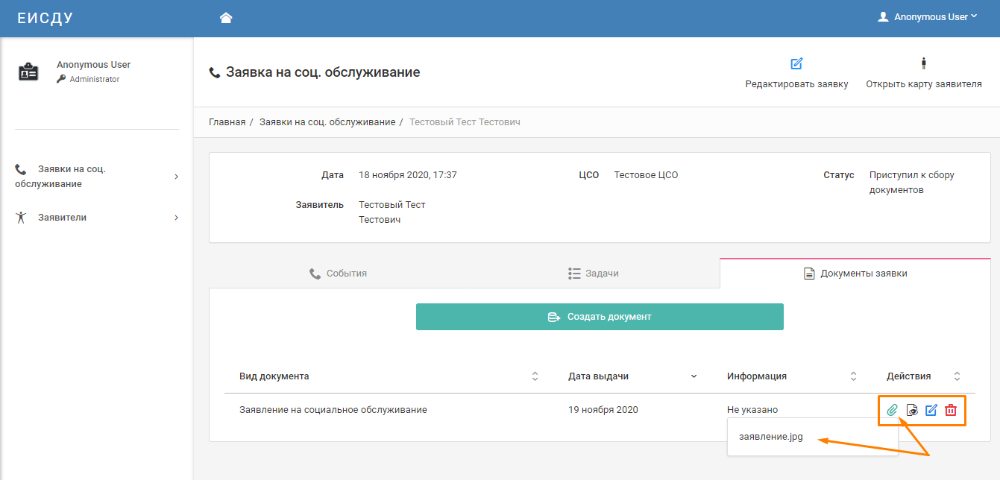 ЕИСДУ
Anonymous User
Anonymous User
Administrator
Заявки на соц.
обслуживание
Заявители
Заявка на соц. обслуживание
Редактировать заявку
Открыть карту заявителя
Главная / Заявки на соц. обслуживание / Тестовый Тест Тестович
Дата 18 ноября 2020, 17:37 ЦСО Тестовое ЦСО Статус Приступил к сбору
документов
Заявитель Тестовый Тест
Тестович
События Задачи Документы заявки
Создать документ
Вид документа Дата выдачи Информация Действия
Заявление на социальное обслуживание 19 ноября 2020 Не указано
заявление.jpg